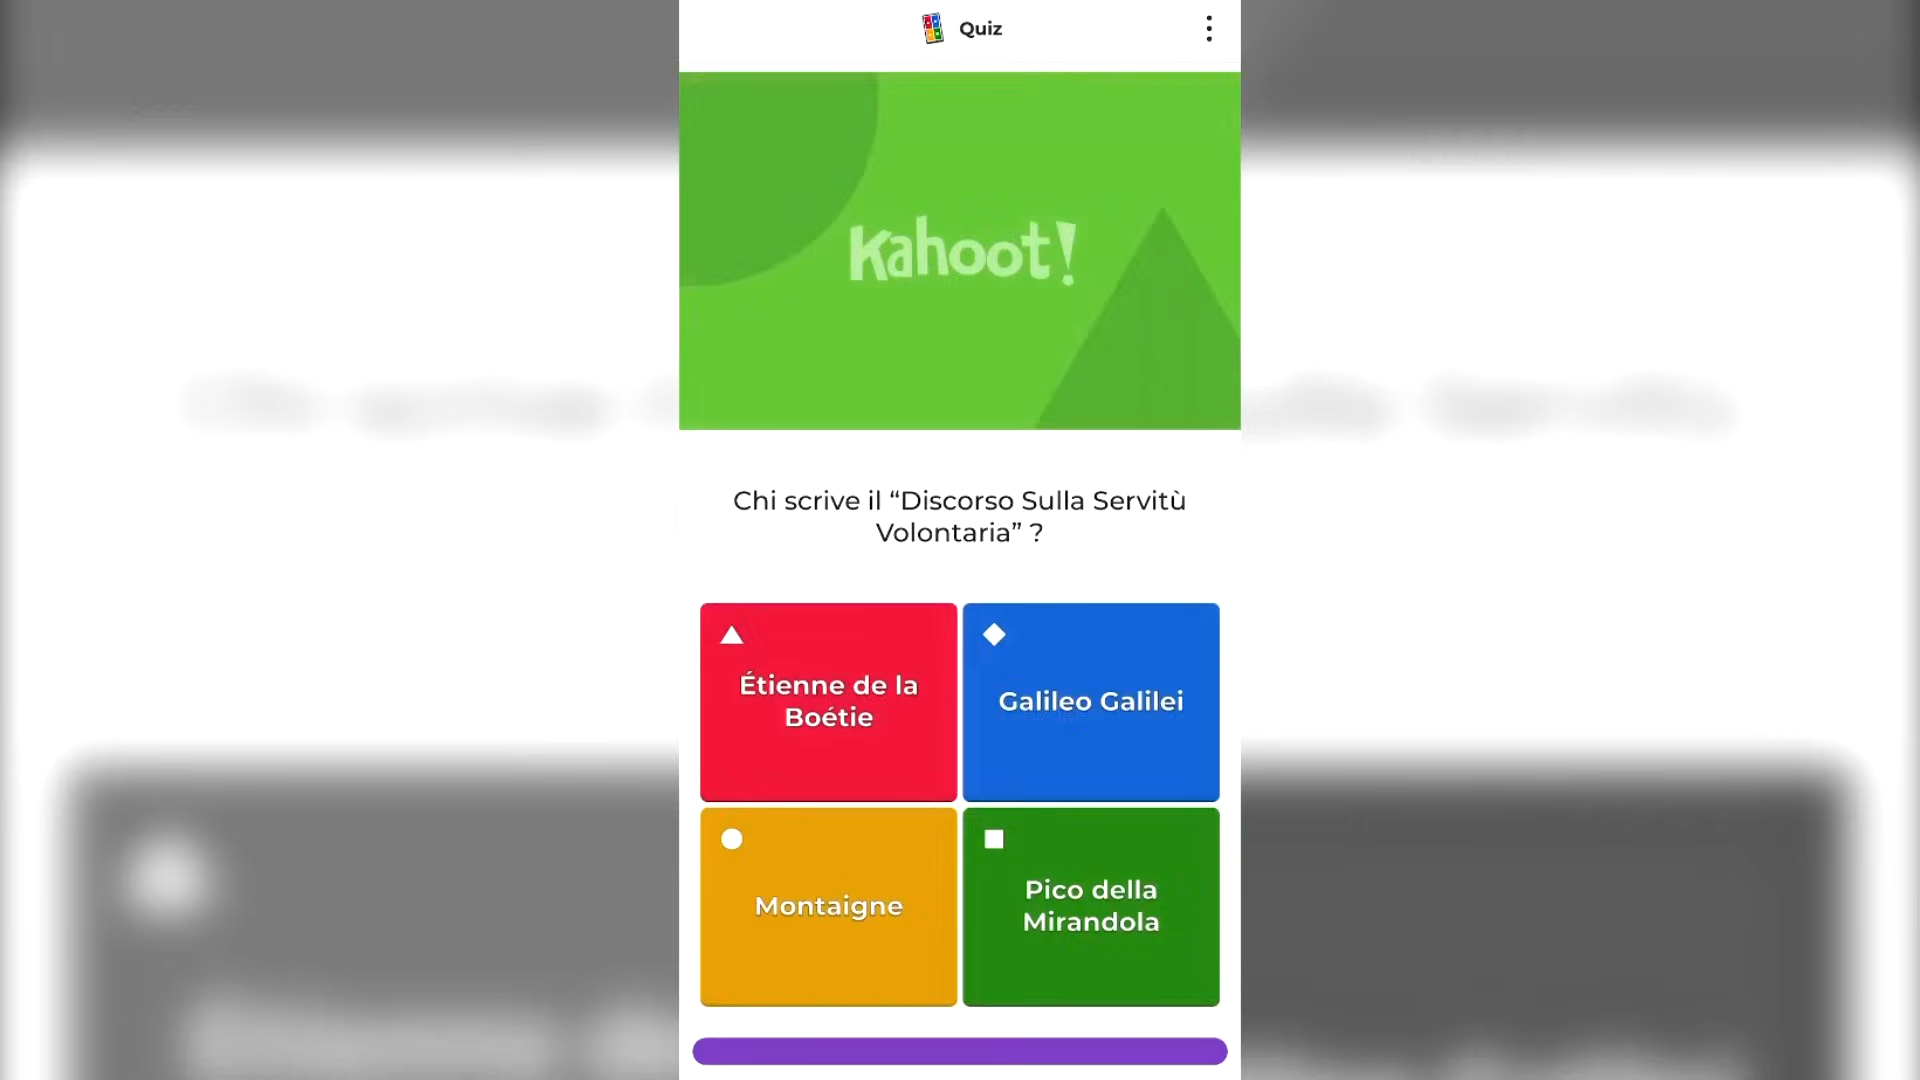 Quiz
Kahoot!
Chi scrive il “Discorso Sulla Servitù
Volontaria” ?
Étienne de la
Boétie
Galileo Galilei
Montaigne
Pico della
Mirandola